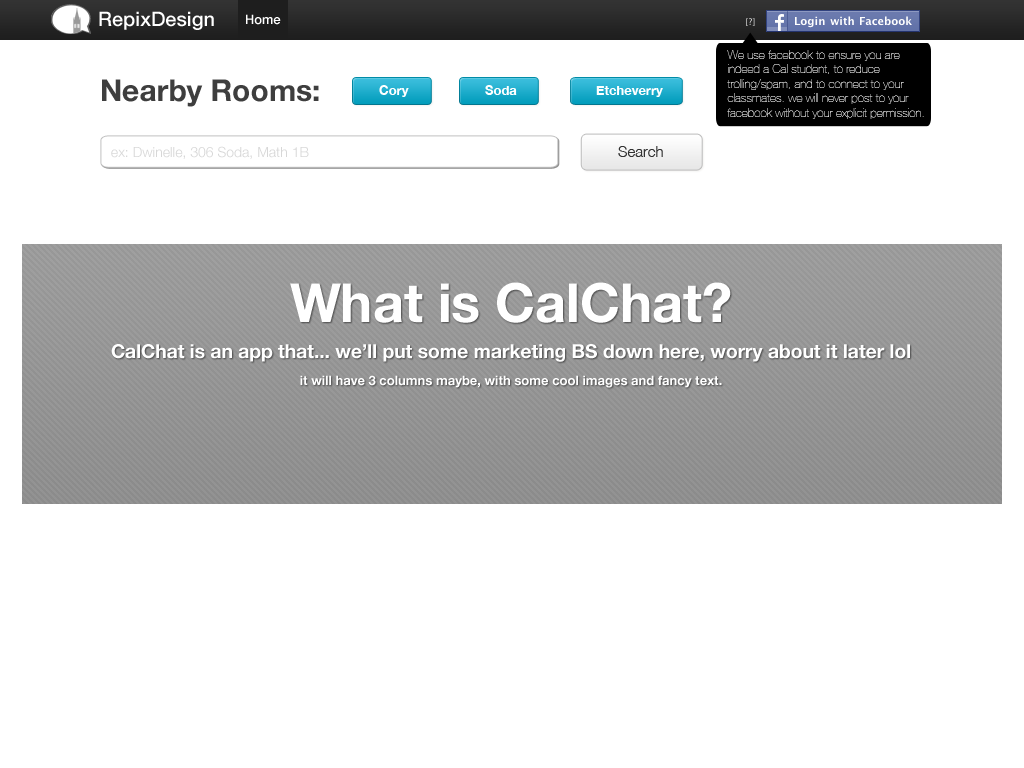 RepixDesign
Home
[?]
Login with Facebook
We use facebook to ensure you are
indeed a Cal student, to reduce
trolling/spam, and to connect to your
classmates. we will never post to your
facebook without your explicit permission.
Nearby Rooms:
Cory
Soda
Etcheverry
ex: Dwinelle, 306 Soda, Math 1B
Search
What is CalChat?
CalChat is an app that... we'll put some marketing BS down here, worry about it later lol
it will have 3 columns maybe, with some cool images and fancy text.